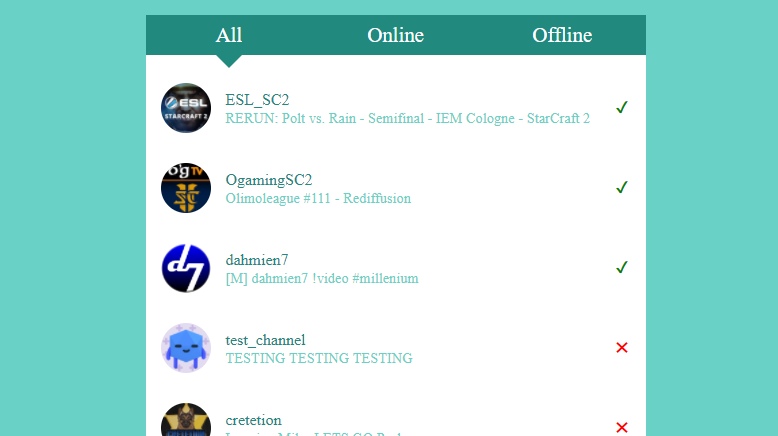 All Online Offline
ESL
STARCRAFT 2
ESL_SC2
RERUN: Polt vs. Rain - Semifinal - IEM Cologne - StarCraft 2
OgamingSC2
Olimoleague #111 - Rediffusion
d7
dahmien7
[M] dahmien7 !video #millenium
test_channel
TESTING TESTING TESTING
cretetion